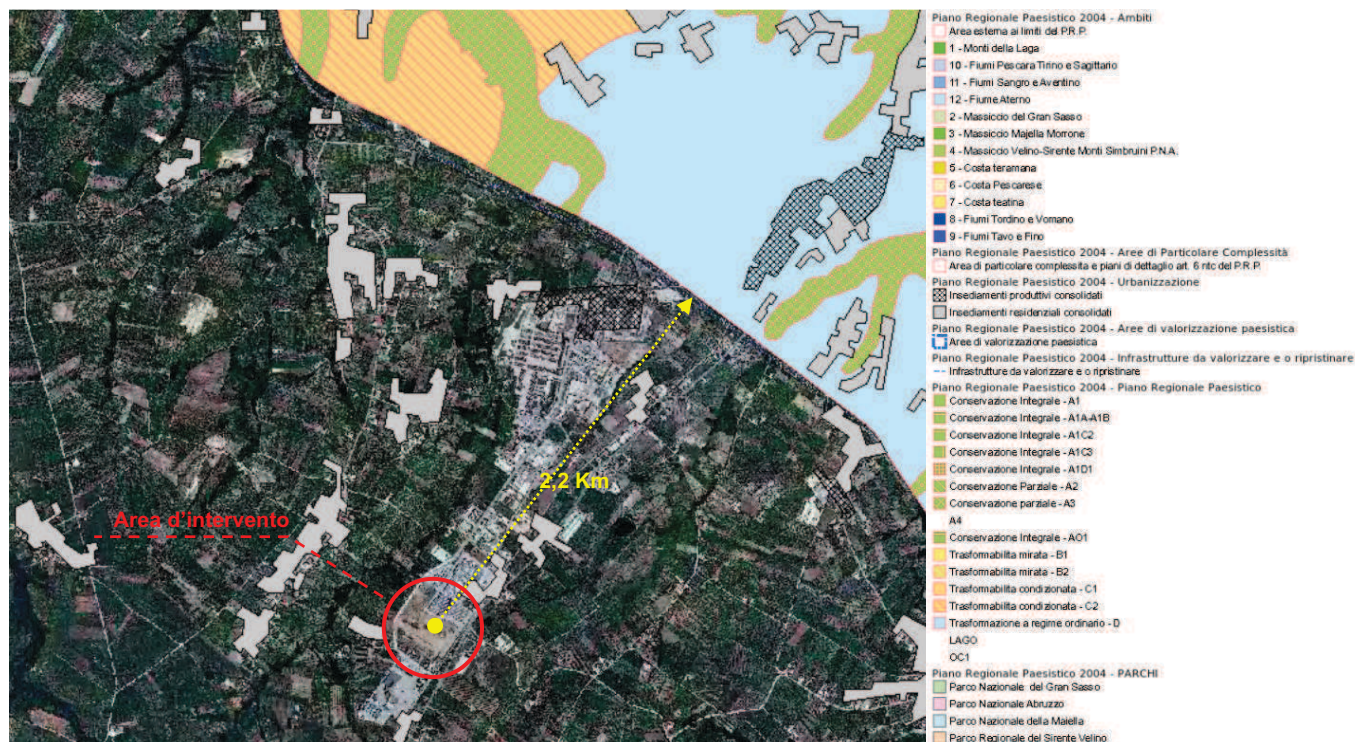 Area d'intervento
2,2 Km
Piano Regionale Paesistico 2004 - Ambiti
Area esterna ai limiti del P.R.P.
1 - Monti della Laga
10 - Fiumi Pescara Tirino e Sagittario
11 - Fiumi Sangro e Aventino
12 - Fiume Aterno
2 - Massiccio del Gran Sasso
3 - Massiccio Majella Morrone
4 - Massiccio Velino-Sirente Monti Simbruini P.N.A.
5 - Costa teramana
6 - Costa Pescarese
7 - Costa teatina
8 - Fiumi Tordino e Vomano
9 - Fiumi Tavo e Fino
Piano Regionale Paesistico 2004 - Aree di Particolare Complessità
Area di particolare complessita e piani di dettaglio art. 6 ntc del P.R.P.
Piano Regionale Paesistico 2004 - Urbanizzazione
Insediamenti produttivi consolidati
Insediamenti residenziali consolidati
Piano Regionale Paesistico 2004 - Aree di valorizzazione paesistica
Aree di valorizzazione paesistica
Piano Regionale Paesistico 2004 - Infrastrutture da valorizzare e o ripristinare
Infrastrutture da valorizzare e o ripristinare
Piano Regionale Paesistico 2004 - Piano Regionale Paesistico
Conservazione Integrale - A1
Conservazione Integrale - A1A-A1B
Conservazione Integrale - A1C2
Conservazione Integrale - A1C3
Conservazione Integrale - A1D1
Conservazione Parziale - A2
Conservazione parziale - A3
A4
Conservazione Integrale - AO1
Trasformabilita mirata - B1
Trasformabilita mirata - B2
Trasformabilita condizionata - C1
Trasformabilita condizionata - C2
Trasformazione a regime ordinario - D
LAGO
OC1
Piano Regionale Paesistico 2004 - PARCHI
Parco Nazionale del Gran Sasso
Parco Nazionale Abruzzo
Parco Nazionale della Maiella
Parco Regionale del Sirente Velino